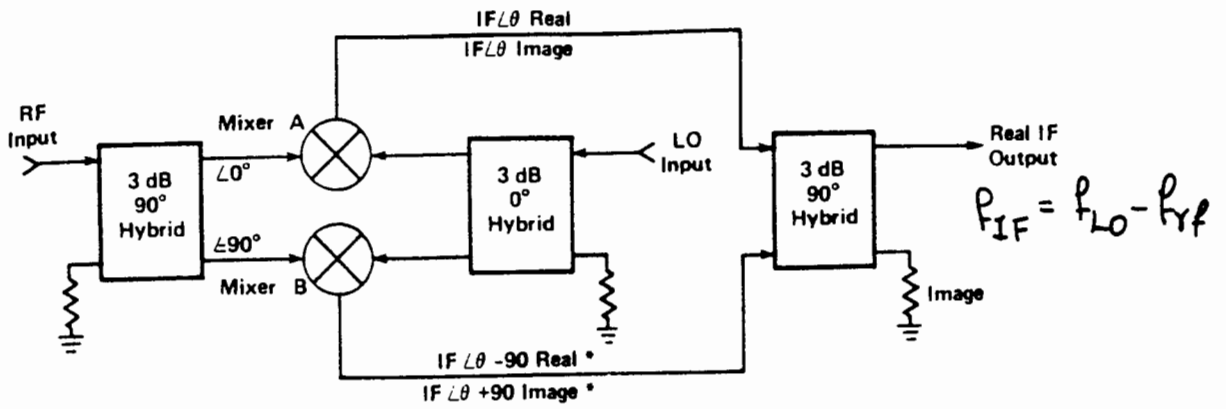 IF∠θ Real
IF∠θ Image
RF
Input
Mixer A
∠0°
3 dB
90°
Hybrid
∠90°
Mixer B
3 dB
0°
Hybrid
LO
Input
3 dB
90°
Hybrid
Real IF
Output
f_IF = f_LO - f_rf
Image
IF ∠θ -90 Real *
IF ∠θ +90 Image *